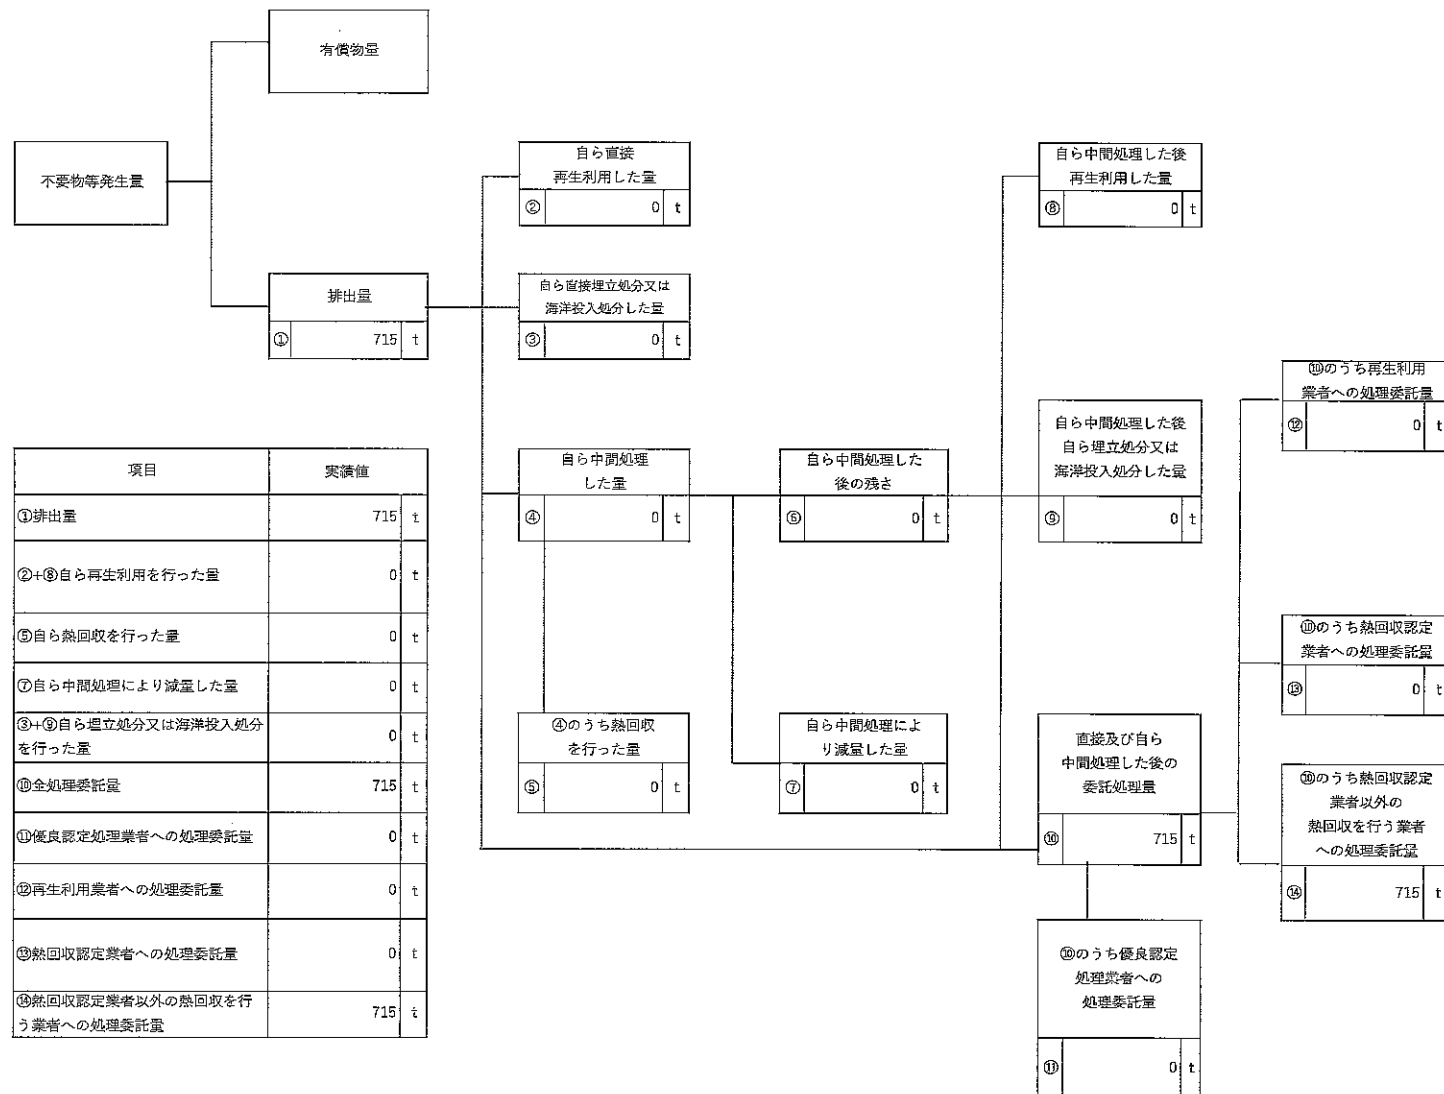 有償物量
不要物等発生量
排出量
① 715 t
自ら直接
再生利用した量
② 0 t
自ら直接埋立処分又は
海洋投入処分した量
③ 0 t
自ら中間処理
した量
④ 0 t
④のうち熱回収
を行った量
⑤ 0 t
自ら中間処理した
後の残さ
⑥ 0 t
自ら中間処理によ
り減量した量
⑦ 0 t
自ら中間処理した後
再生利用した量
⑧ 0 t
自ら中間処理した後
自ら埋立処分又は
海洋投入処分した量
⑨ 0 t
直接及び自ら
中間処理した後の
委託処理量
⑩ 715 t
⑩のうち優良認定
処理業者への
処理委託量
⑪ 0 t
⑩のうち再生利用
業者への処理委託量
⑫ 0 t
⑩のうち熱回収認定
業者への処理委託量
⑬ 0 t
⑩のうち熱回収認定
業者以外の
熱回収を行う業者
への処理委託量
⑭ 715 t
項目 実績値
①排出量 715 t
②+⑧自ら再生利用を行った量 0 t
⑤自ら熱回収を行った量 0 t
⑦自ら中間処理により減量した量 0 t
③+⑨自ら埋立処分又は海洋投入処分
を行った量 0 t
⑩全処理委託量 715 t
⑪優良認定処理業者への処理委託量 0 t
⑫再生利用業者への処理委託量 0 t
⑬熱回収認定業者への処理委託量 0 t
⑭熱回収認定業者以外の熱回収を行
う業者への処理委託量 715 t